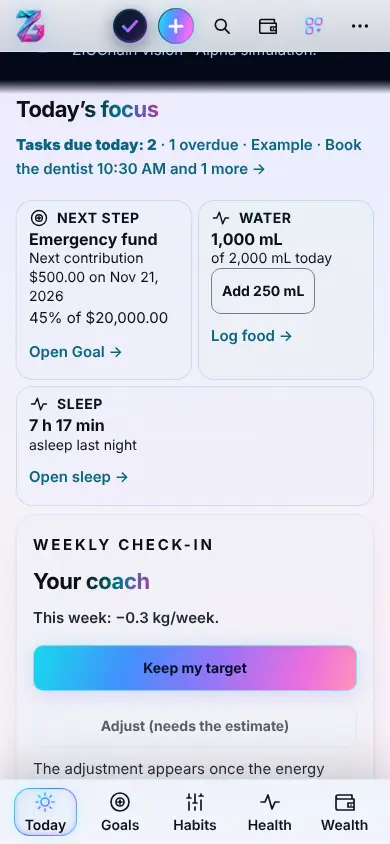 ZTOChain vision · Alpha simulation.
Today's focus
Tasks due today: 2 · 1 overdue · Example · Book
the dentist 10:30 AM and 1 more →
NEXT STEP
Emergency fund
Next contribution
$500.00 on Nov 21,
2026
45% of $20,000.00
Open Goal →
WATER
1,000 mL
of 2,000 mL today
Add 250 mL
Log food →
SLEEP
7 h 17 min
asleep last night
Open sleep →
WEEKLY CHECK-IN
Your coach
This week: −0.3 kg/week.
Keep my target
Adjust (needs the estimate)
The adjustment appears once the energy
Today
Goals
Habits
Health
Wealth